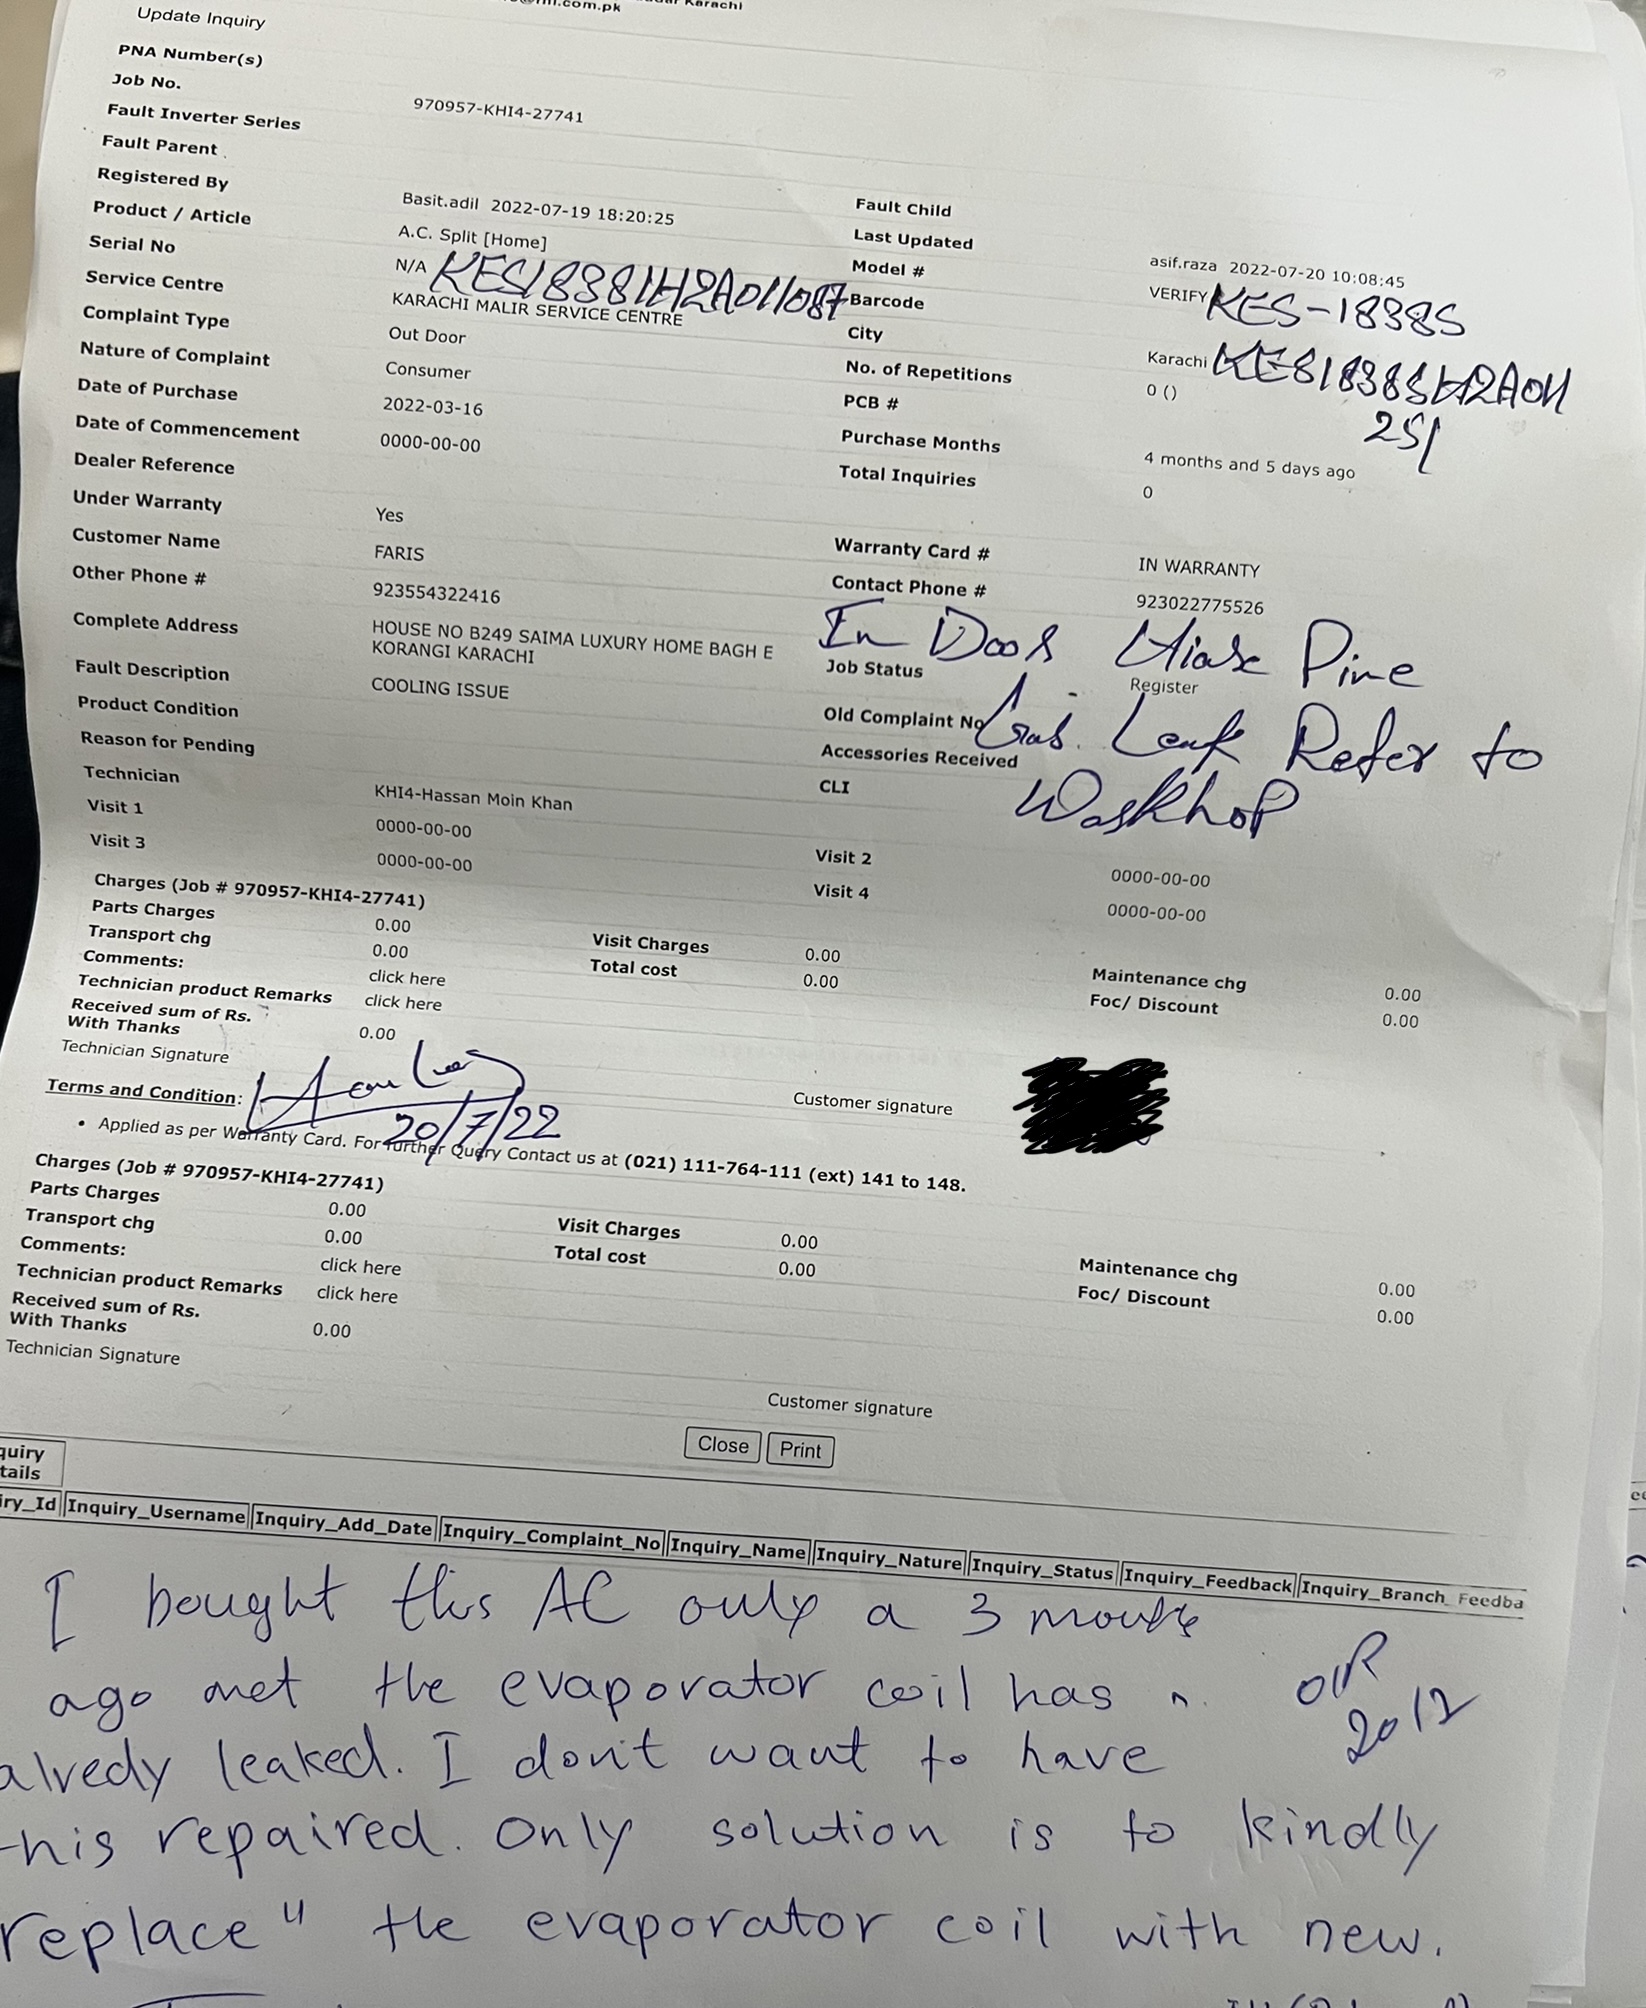 Karachi
.com.pk
Update Inquiry
PNA Number(s)
Job No. 970957-KHI4-27741
Fault Inverter Series
Fault Parent Fault Child
Registered By Basit.adil 2022-07-19 18:20:25 Last Updated asif.raza 2022-07-20 10:08:45
Product / Article A.C. Split [Home] Model # VERIFY KES-1838S
Serial No N/A KES18381H2A011087 Barcode
Service Centre KARACHI MALIR SERVICE CENTRE City Karachi KES1838SH2A011
251
Complaint Type Out Door No. of Repetitions 0 ()
Nature of Complaint Consumer PCB #
Date of Purchase 2022-03-16 Purchase Months 4 months and 5 days ago
Date of Commencement 0000-00-00 Total Inquiries 0
Dealer Reference
Under Warranty Yes Warranty Card # IN WARRANTY
Customer Name FARIS Contact Phone # 923022775526
Other Phone # 923554322416
In Door
Complete Address HOUSE NO B249 SAIMA LUXURY HOME BAGH E
KORANGI KARACHI
Job Status Register
Fault Description COOLING ISSUE Old Complaint No
Gas Leak Refer to
Product Condition Accessories Received
WorkhoP
Reason for Pending CLI
Technician KHI4-Hassan Moin Khan
Visit 1 0000-00-00 Visit 2 0000-00-00
Visit 3 0000-00-00 Visit 4 0000-00-00
Charges (Job # 970957-KHI4-27741)
Parts Charges 0.00 Visit Charges 0.00 Maintenance chg 0.00
Transport chg 0.00 Total cost 0.00 Foc/ Discount 0.00
Comments: click here
Technician product Remarks click here
Received sum of Rs.
With Thanks 0.00
Technician Signature Customer signature
Terms and Condition:
20/7/22
• Applied as per Warranty Card. For further Query Contact us at (021) 111-764-111 (ext) 141 to 148.
Charges (Job # 970957-KHI4-27741)
Parts Charges 0.00 Visit Charges 0.00 Maintenance chg 0.00
Transport chg 0.00 Total cost 0.00 Foc/ Discount 0.00
Comments: click here
Technician product Remarks click here
Received sum of Rs.
With Thanks 0.00
Technician Signature Customer signature
Close Print
quiry
tails
iry_Id Inquiry_Username Inquiry_Add_Date Inquiry_Complaint_No Inquiry_Name Inquiry_Nature Inquiry_Status Inquiry_Feedback Inquiry_Branch_Feedba
I bought this AC only a 3 months
ago the evaporator coil has
alredy leaked. I don't want to have
this repaired. Only solution is to kindly
replace" the evaporator coil with new.